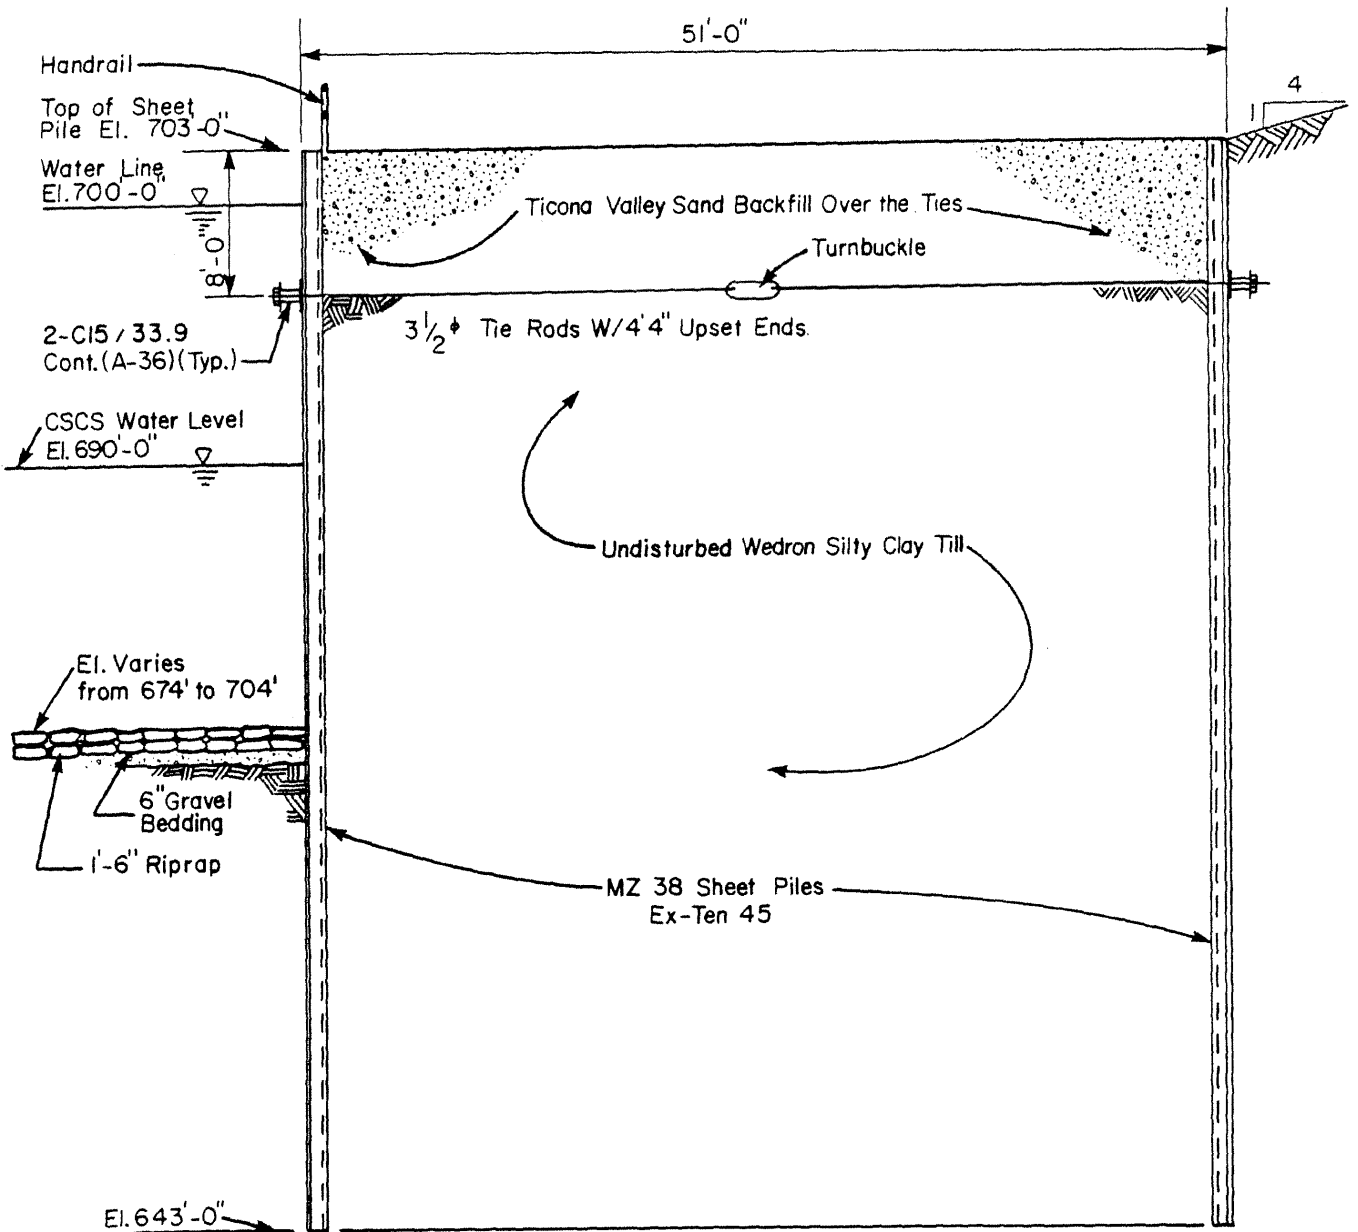 51'-0"
Handrail
4
1
Top of Sheet
Pile El. 703'-0"
Water Line
El. 700'-0"
8'-0
Ticona Valley Sand Backfill Over the Ties
Turnbuckle
3 1/2 ϕ Tie Rods W/4'4" Upset Ends.
2-C15 / 33.9
Cont. (A-36) (Typ.)
CSCS Water Level
El. 690'-0"
Undisturbed Wedron Silty Clay Till
El. Varies
from 674' to 704'
6" Gravel
Bedding
1'-6" Riprap
MZ 38 Sheet Piles
Ex-Ten 45
El. 643'-0"